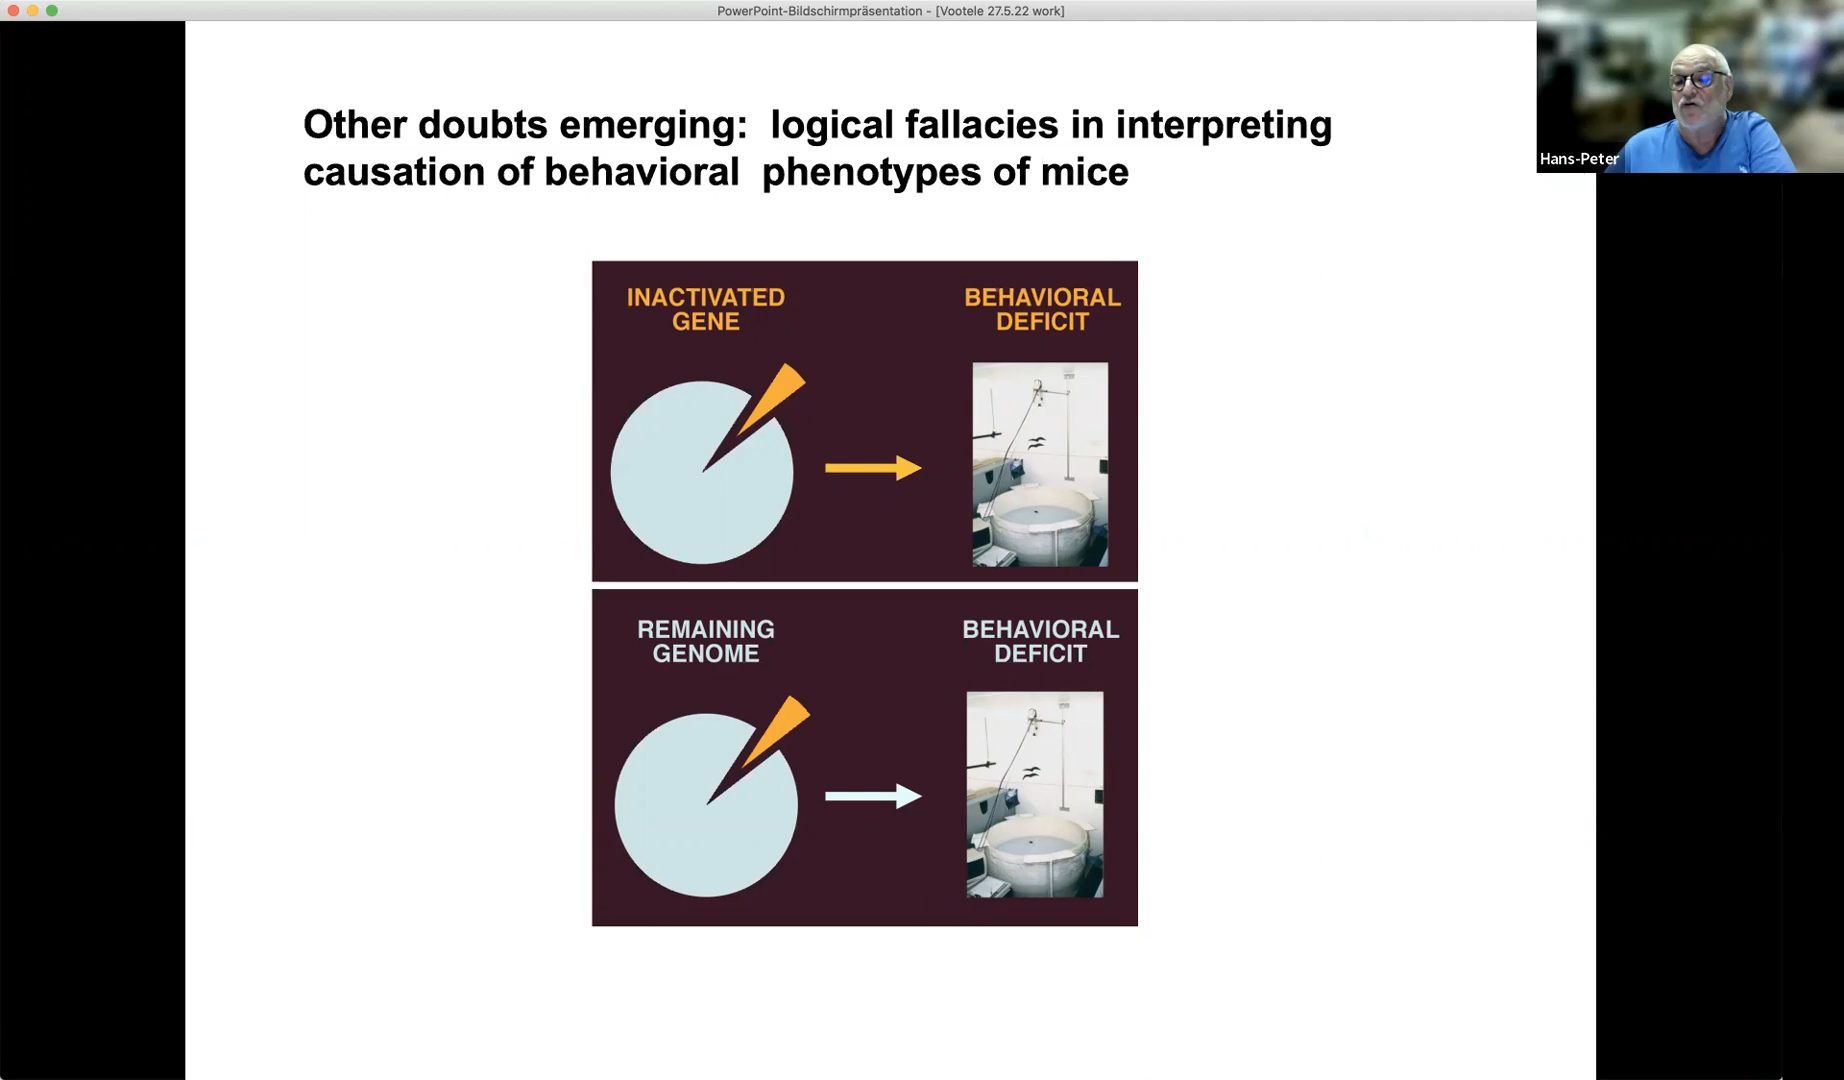 PowerPoint-Bildschirmpräsentation - [Vootele 27.5.22 work]
Hans-Peter
Other doubts emerging:  logical fallacies in interpreting
causation of behavioral  phenotypes of mice
INACTIVATED
GENE
BEHAVIORAL
DEFICIT
REMAINING
GENOME
BEHAVIORAL
DEFICIT